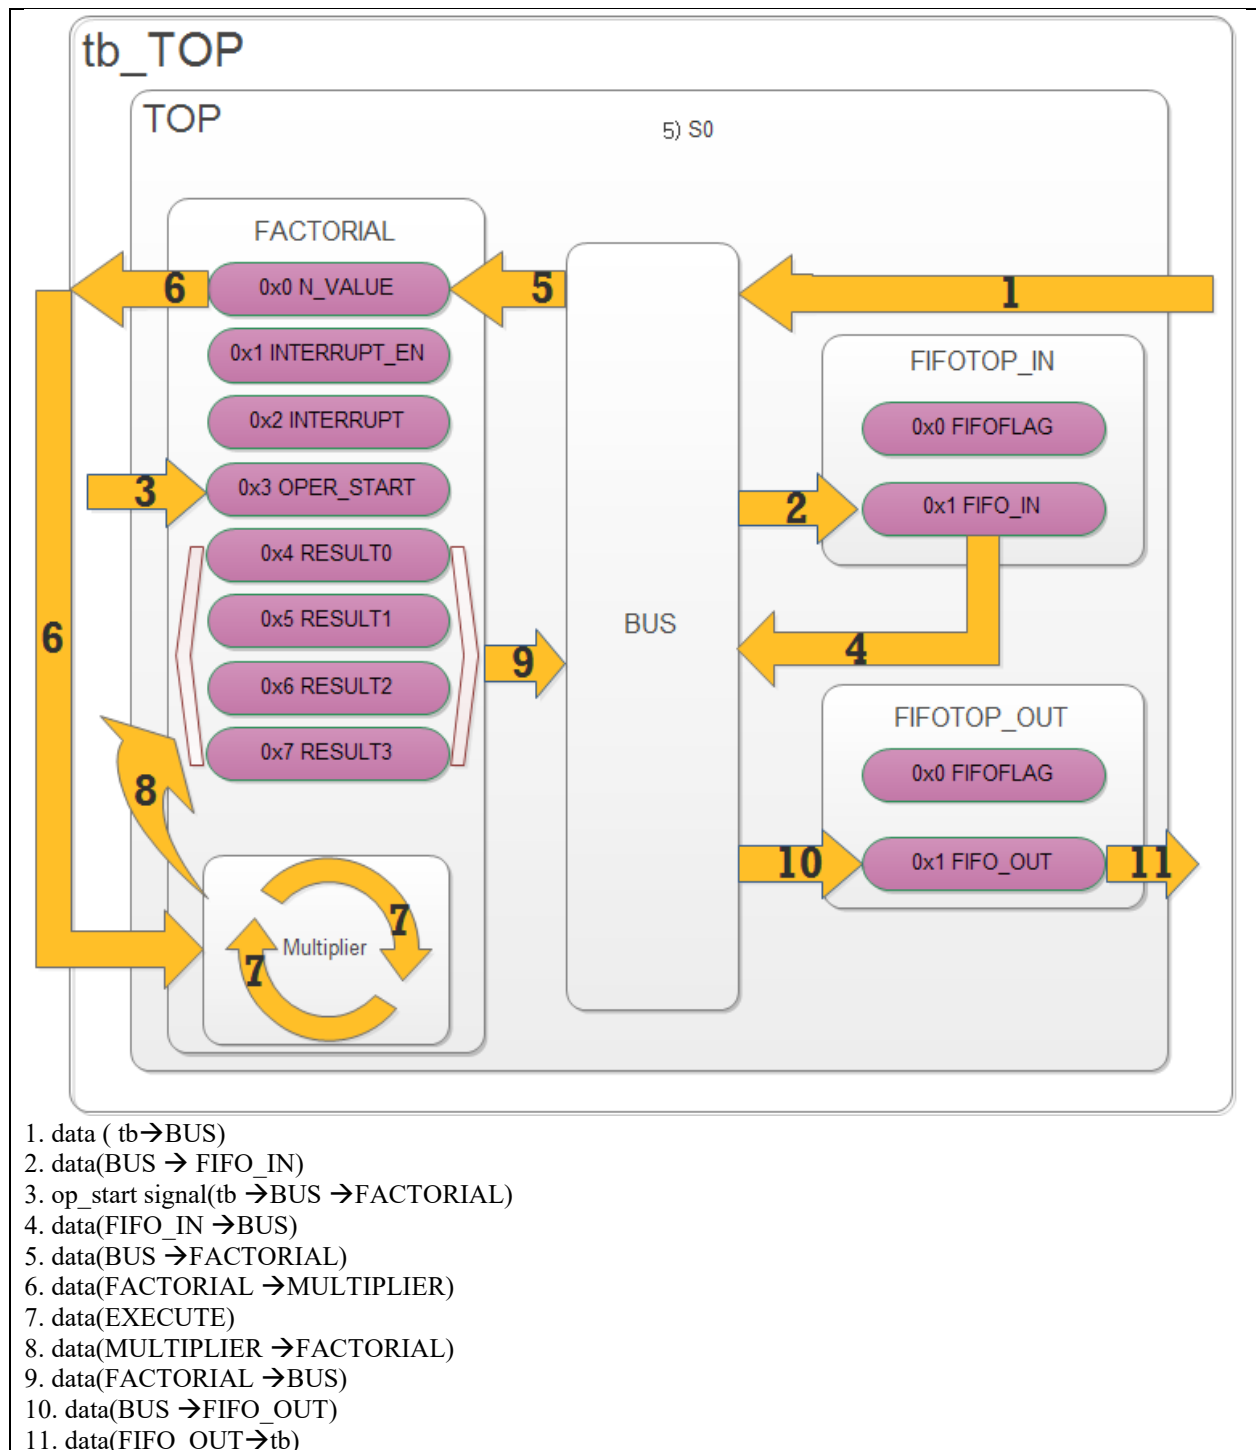 tb_TOP
TOP
5) S0
FACTORIAL
6
0x0 N_VALUE
5
1
0x1 INTERRUPT_EN
FIFOTOP_IN
0x2 INTERRUPT
0x0 FIFOFLAG
3
0x3 OPER_START
2
0x1 FIFO_IN
0x4 RESULT0
0x5 RESULT1
BUS
6
9
4
0x6 RESULT2
FIFOTOP_OUT
0x7 RESULT3
0x0 FIFOFLAG
8
10
0x1 FIFO_OUT
11
7
Multiplier
7
1. data ( tb→BUS)
2. data(BUS → FIFO_IN)
3. op_start signal(tb →BUS →FACTORIAL)
4. data(FIFO_IN →BUS)
5. data(BUS →FACTORIAL)
6. data(FACTORIAL →MULTIPLIER)
7. data(EXECUTE)
8. data(MULTIPLIER →FACTORIAL)
9. data(FACTORIAL →BUS)
10. data(BUS →FIFO_OUT)
11. data(FIFO_OUT→tb)